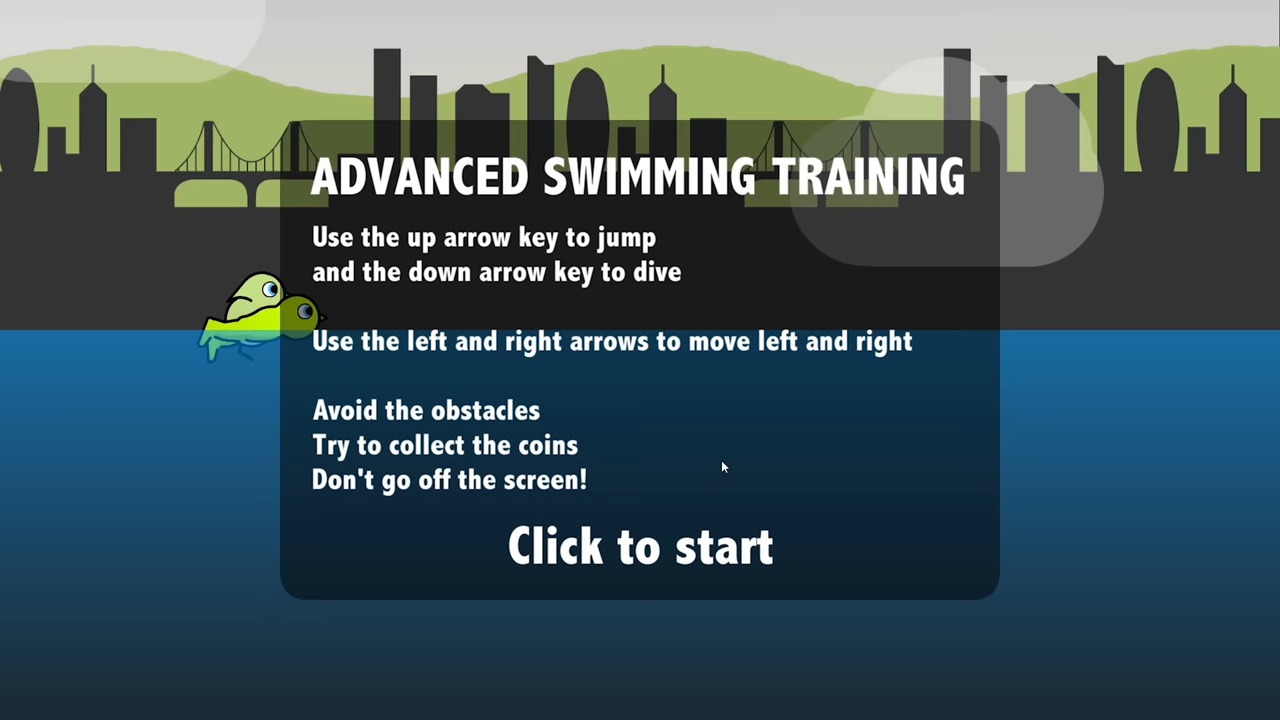 ADVANCED SWIMMING TRAINING
Use the up arrow key to jump
and the down arrow key to dive
Use the left and right arrows to move left and right
Avoid the obstacles
Try to collect the coins
Don't go off the screen!
Click to start